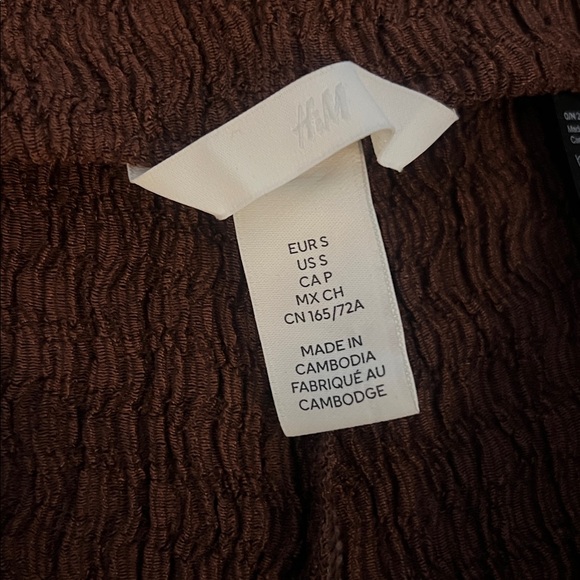 H&M
EUR S
US S
CA P
MX CH
CN 165/72A
MADE IN
CAMBODIA
FABRIQUÉ AU
CAMBODGE